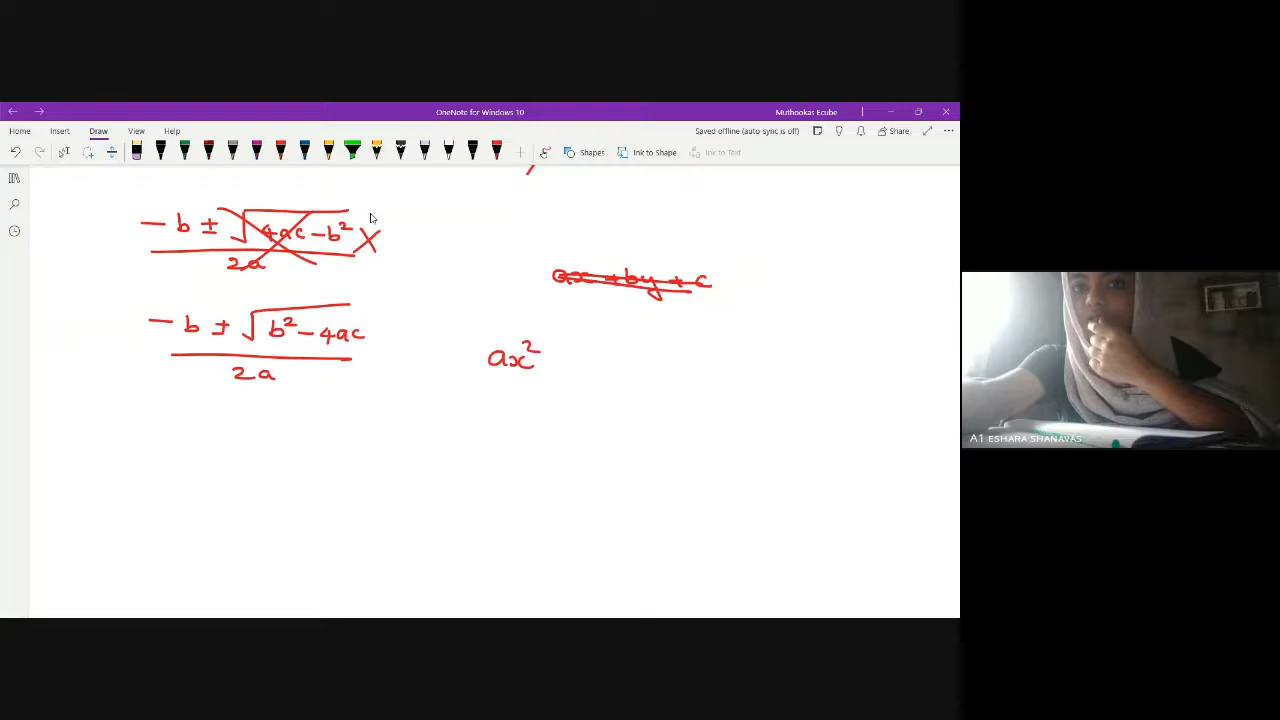 OneNote for Windows 10
Muthookas Ecube
Home Insert Draw View Help
Saved offline (auto-sync is off)
Share
Shapes
Ink to Shape
Ink to Text
— b ± √4ac – b² X
2a
ax + by + c
— b ± √b² – 4ac
2a
ax²
A1 ESHARA SHANAVAS